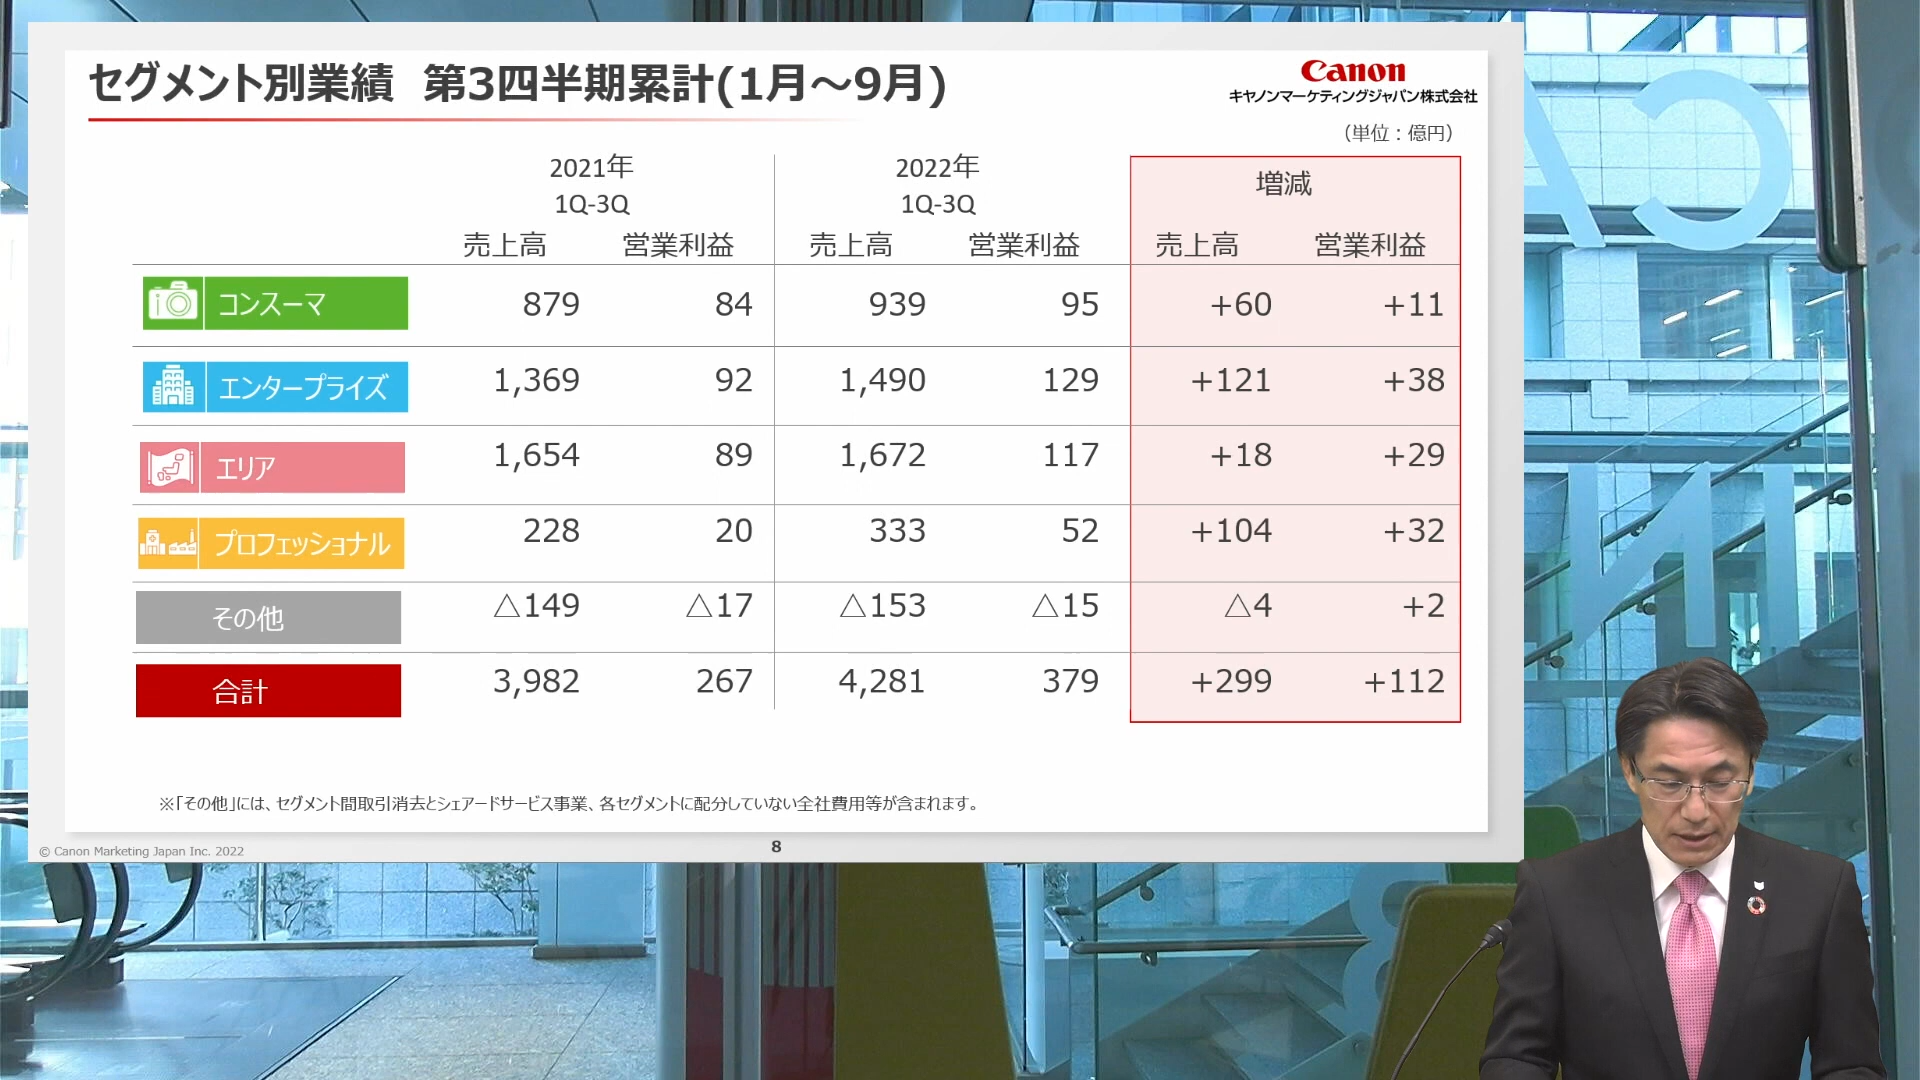 セグメント別業績 第3四半期累計(1月～9月)
Canon
キヤノンマーケティングジャパン株式会社
（単位：億円）
2021年 2022年 増減
1Q-3Q 1Q-3Q
売上高 営業利益 売上高 営業利益 売上高 営業利益
コンスーマ 879 84 939 95 +60 +11
エンタープライズ 1,369 92 1,490 129 +121 +38
エリア 1,654 89 1,672 117 +18 +29
プロフェッショナル 228 20 333 52 +104 +32
その他 △149 △17 △153 △15 △4 +2
合計 3,982 267 4,281 379 +299 +112
※「その他」には、セグメント間取引消去とシェアードサービス事業、各セグメントに配分していない全社費用等が含まれます。
© Canon Marketing Japan Inc. 2022
8